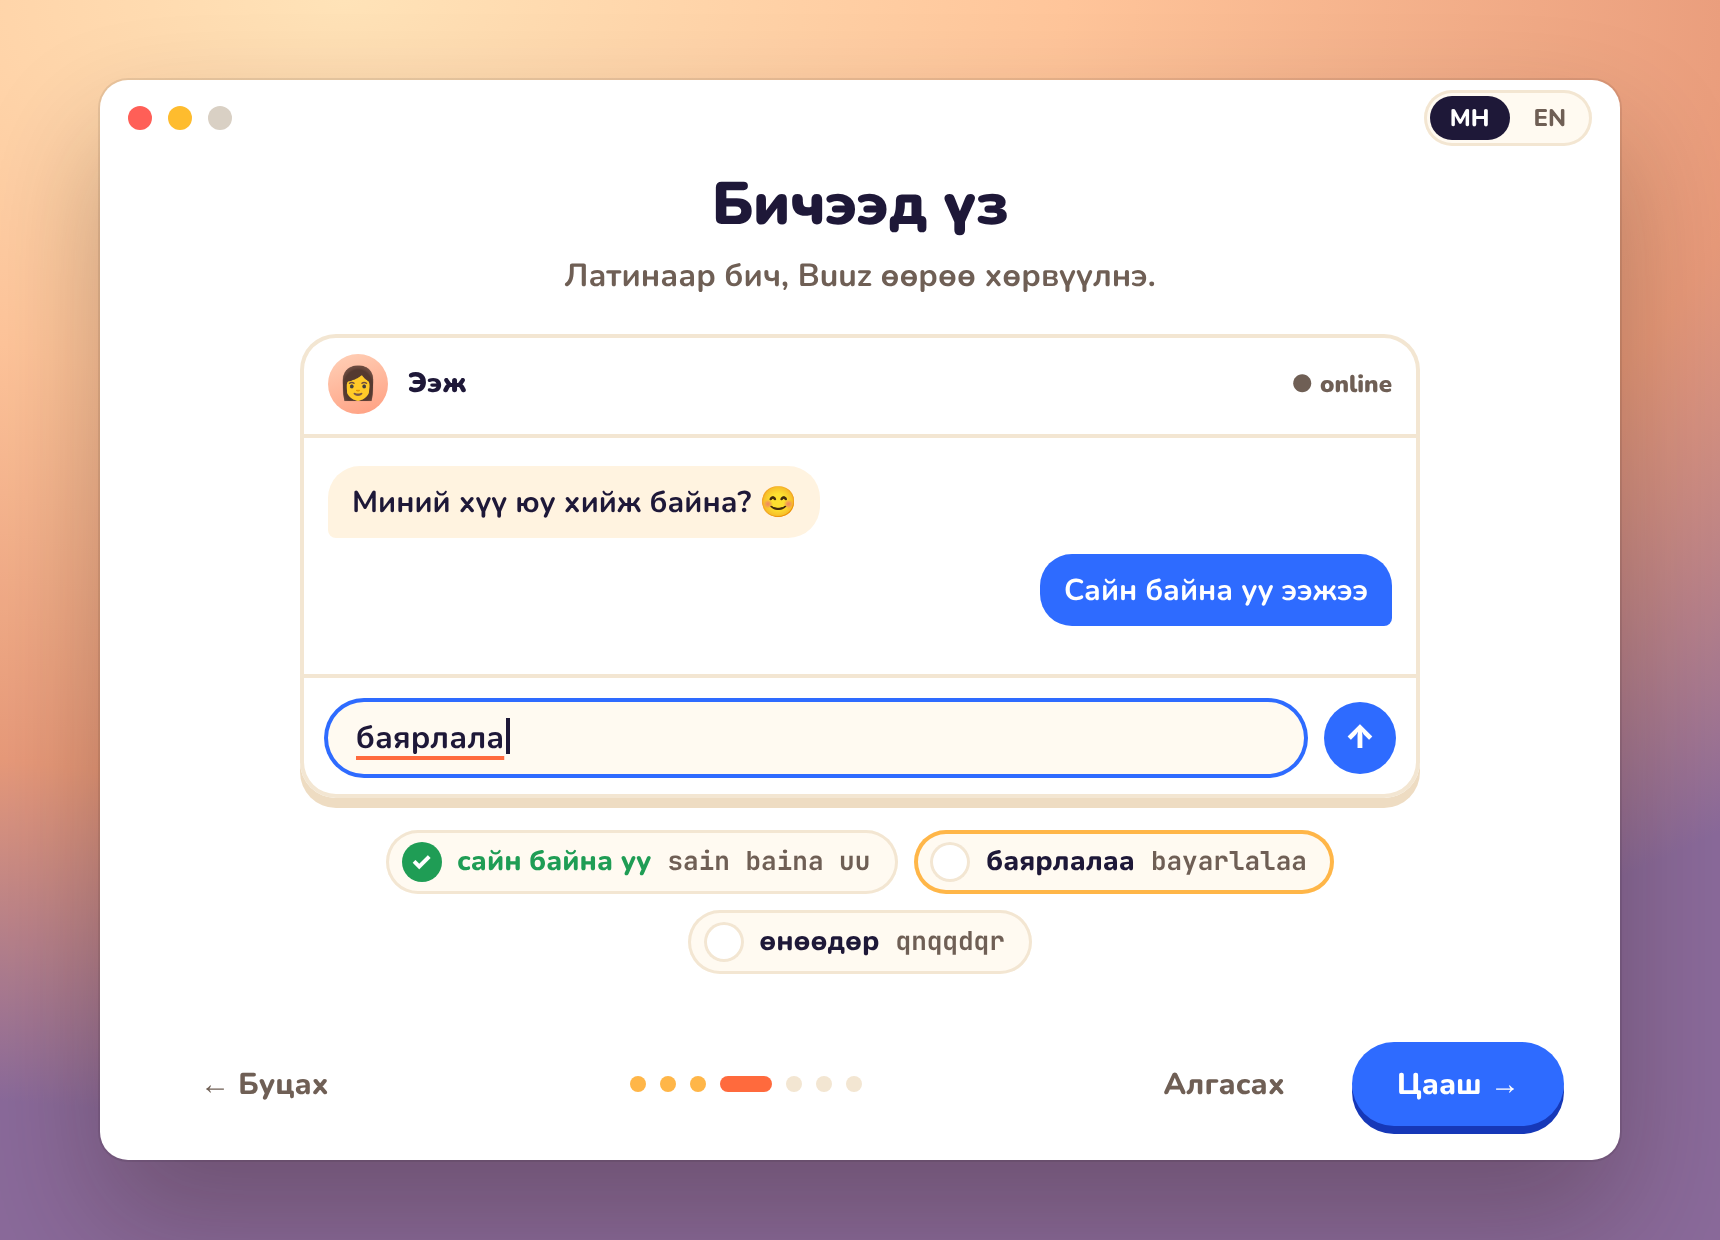 МН EN
Бичээд үз
Латинаар бич, Buuz өөрөө хөрвүүлнэ.
Ээж
online
Миний хүү юу хийж байна? 😊
Сайн байна уу ээжээ
баярлала
сайн байна уу sain baina uu
баярлалаа bayarlalaa
өнөөдөр qnqqdqr
← Буцах
Алгасах
Цааш →